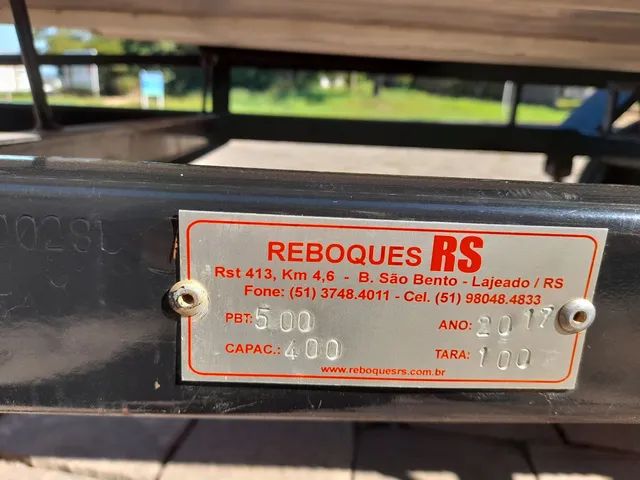 REBOQUES RS
Rst 413, Km 4,6 - B. São Bento - Lajeado / RS
Fone: (51) 3748.4011 - Cel. (51) 98048.4833
PBT: 500 ANO: 2017
CAPAC.: 400 TARA: 100
www.reboquesrs.com.br